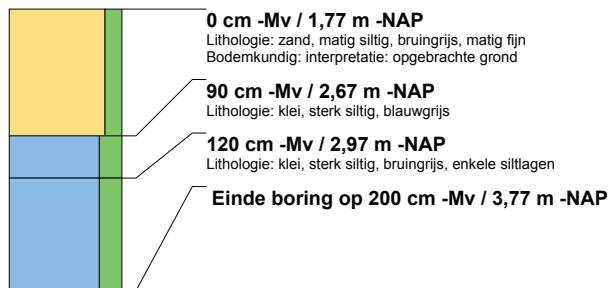 0 cm -Mv / 1,77 m -NAP
Lithologie: zand, matig siltig, bruingrijs, matig fijn
Bodemkundig: interpretatie: opgebrachte grond
90 cm -Mv / 2,67 m -NAP
Lithologie: klei, sterk siltig, blauwgrijs
120 cm -Mv / 2,97 m -NAP
Lithologie: klei, sterk siltig, bruingrijs, enkele siltlagen
Einde boring op 200 cm -Mv / 3,77 m -NAP